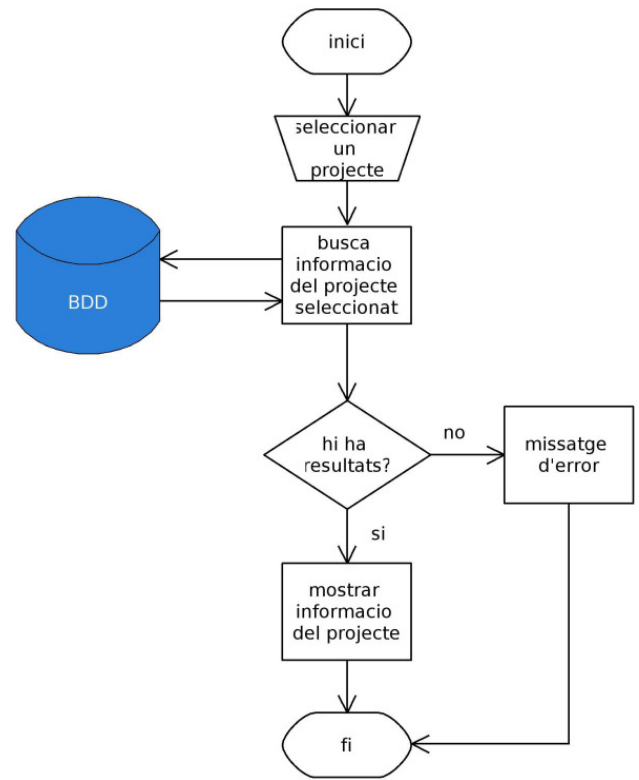 inici
seleccionar
un
projecte
busca
informacio
del projecte
seleccionat
BDD
hi ha
resultats?
no
missatge
d'error
si
mostrar
informacio
del projecte
fi